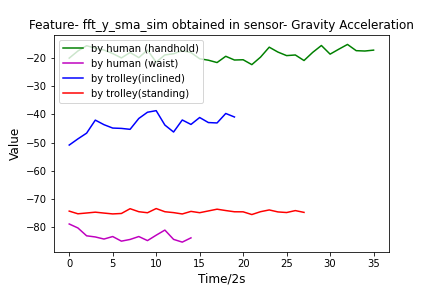 Feature- fft_y_sma_sim obtained in sensor- Gravity Acceleration
by human (handhold)
by human (waist)
by trolley(inclined)
by trolley(standing)
Value
−20
−30
−40
−50
−60
−70
−80
0 5 10 15 20 25 30 35
Time/2s